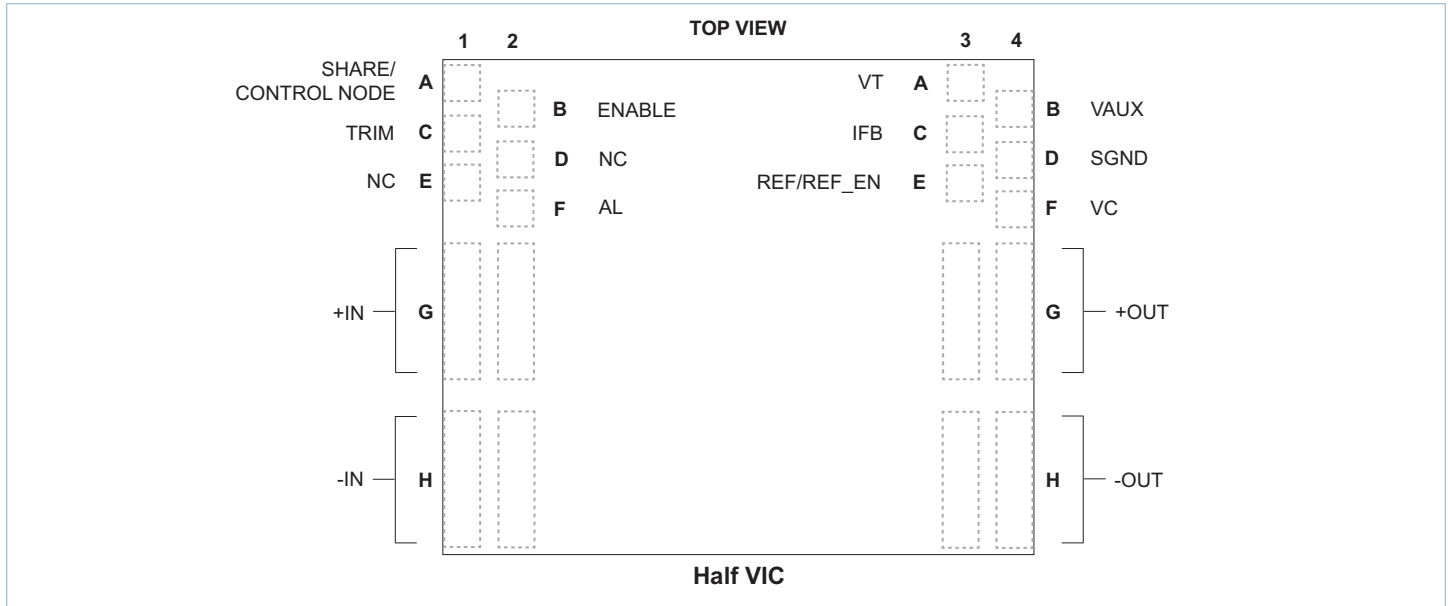 TOP VIEW
1 2 3 4
SHARE/
CONTROL NODE A
VT A
B ENABLE
B VAUX
TRIM C
IFB C
D NC
D SGND
NC E
REF/REF_EN E
F AL
F VC
+IN G
G +OUT
-IN H
H -OUT
Half VIC